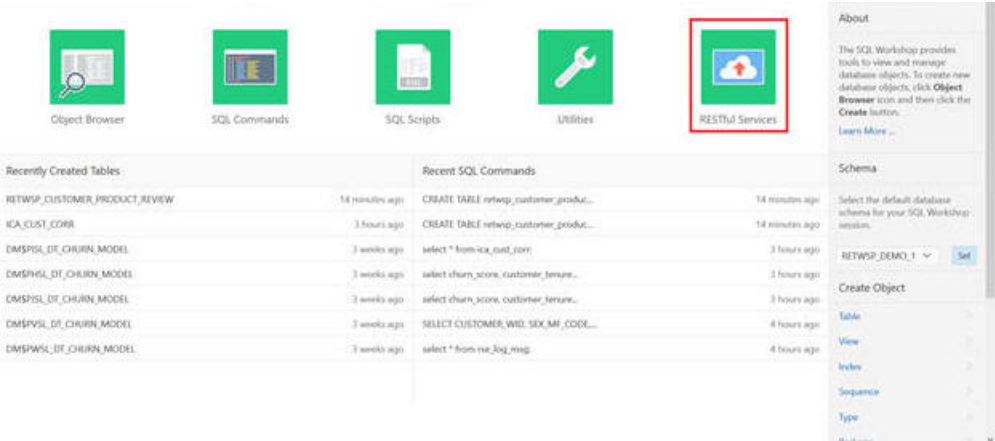 Object Browser
SQL Commands
SQL Scripts
Utilities
RESTful Services
Recently Created Tables
RETWSP_CUSTOMER_PRODUCT_REVIEW 14 minutes ago
ICA_CUST_CORR 3 hours ago
DM$PISL_DT_CHURN_MODEL 3 weeks ago
DM$PHSL_DT_CHURN_MODEL 3 weeks ago
DM$PJSL_DT_CHURN_MODEL 3 weeks ago
DM$PVSL_DT_CHURN_MODEL 3 weeks ago
DM$PWSL_DT_CHURN_MODEL 3 weeks ago
Recent SQL Commands
CREATE TABLE retwsp_customer_produc... 14 minutes ago
CREATE TABLE retwsp_customer_produc... 14 minutes ago
select * from ica_cust_corr; 3 hours ago
select churn_score, customer_tenure... 3 hours ago
select churn_score, customer_tenure... 3 hours ago
SELECT CUSTOMER_WID, SEX_MF_CODE,... 4 hours ago
select * from rse_log_msg; 4 hours ago
About
The SQL Workshop provides
tools to view and manage
database objects. To create new
database objects, click Object
Browser icon and then click the
Create button.
Learn More ...
Schema
Select the default database
schema for your SQL Workshop
session.
RETWSP_DEMO_1 Set
Create Object
Table
View
Index
Sequence
Type